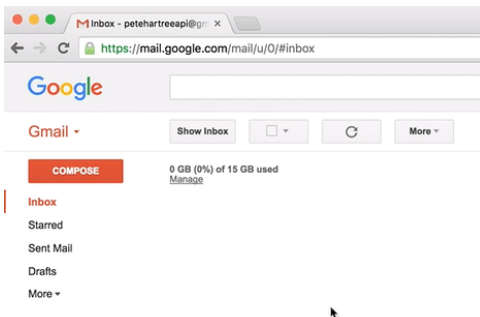 Inbox - petehartreeapi@gm
https://mail.google.com/mail/u/0/#inbox
Google
Gmail
Show Inbox
More
COMPOSE
0 GB (0%) of 15 GB used
Manage
Inbox
Starred
Sent Mail
Drafts
More